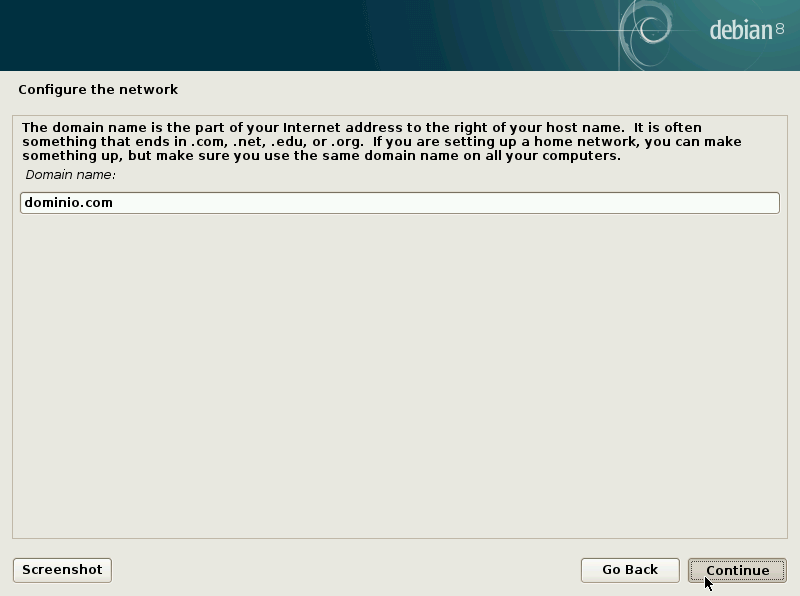 debian 8
Configure the network
The domain name is the part of your Internet address to the right of your host name.  It is often
something that ends in .com, .net, .edu, or .org.  If you are setting up a home network, you can make
something up, but make sure you use the same domain name on all your computers.
Domain name:
dominio.com
Screenshot
Go Back
Continue